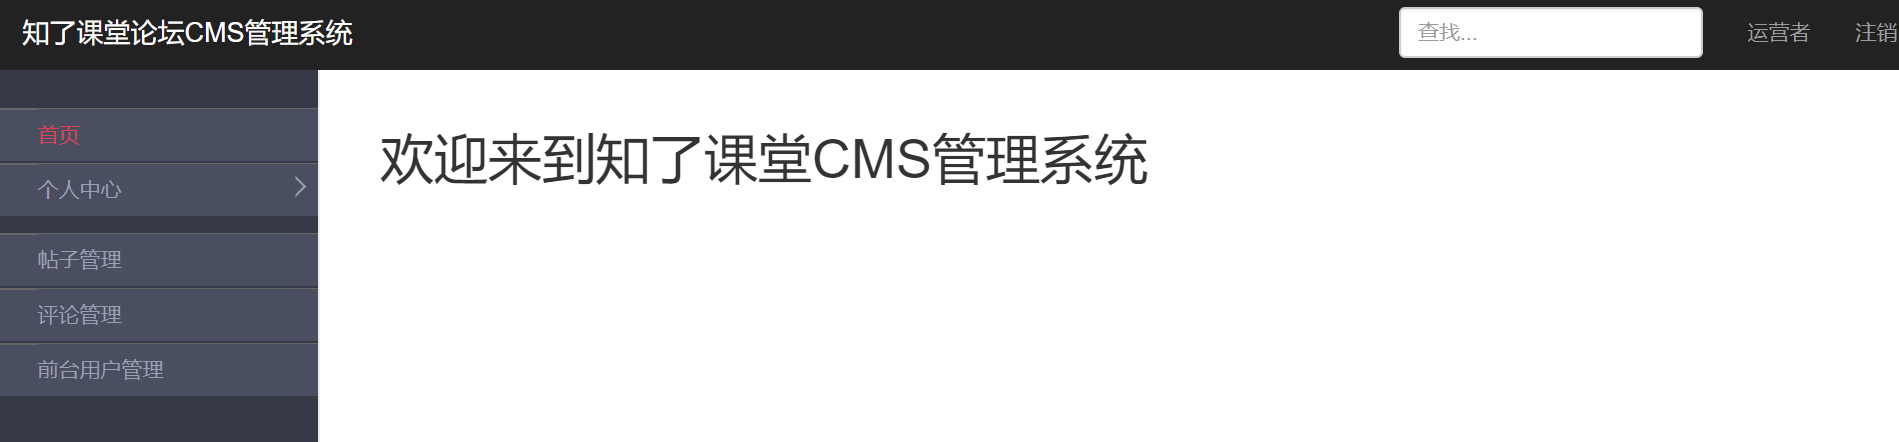 知了课堂论坛CMS管理系统
查找...
运营者
注销
首页
欢迎来到知了课堂CMS管理系统
个人中心
帖子管理
评论管理
前台用户管理